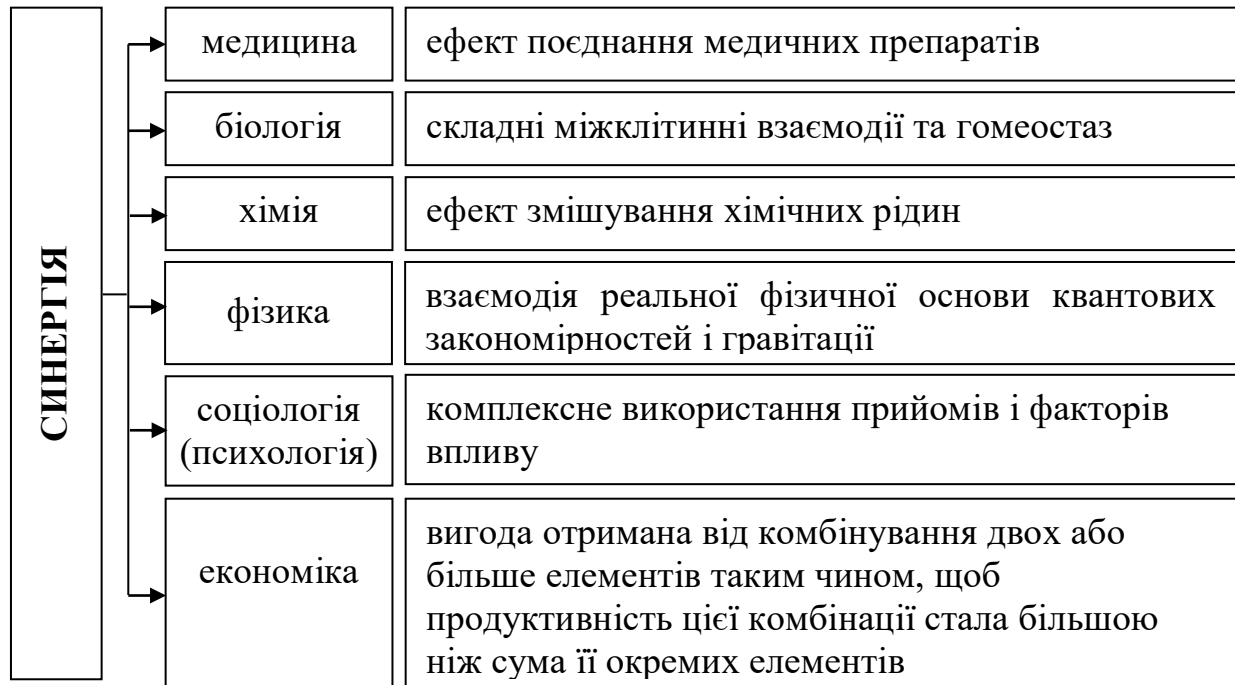 СИНЕРГІЯ
медицина
ефект поєднання медичних препаратів
біологія
складні міжклітинні взаємодії та гомеостаз
хімія
ефект змішування хімічних рідин
фізика
взаємодія реальної фізичної основи квантових
закономірностей і гравітації
соціологія
(психологія)
комплексне використання прийомів і факторів
впливу
економіка
вигода отримана від комбінування двох або
більше елементів таким чином, щоб
продуктивність цієї комбінації стала більшою
ніж сума її окремих елементів